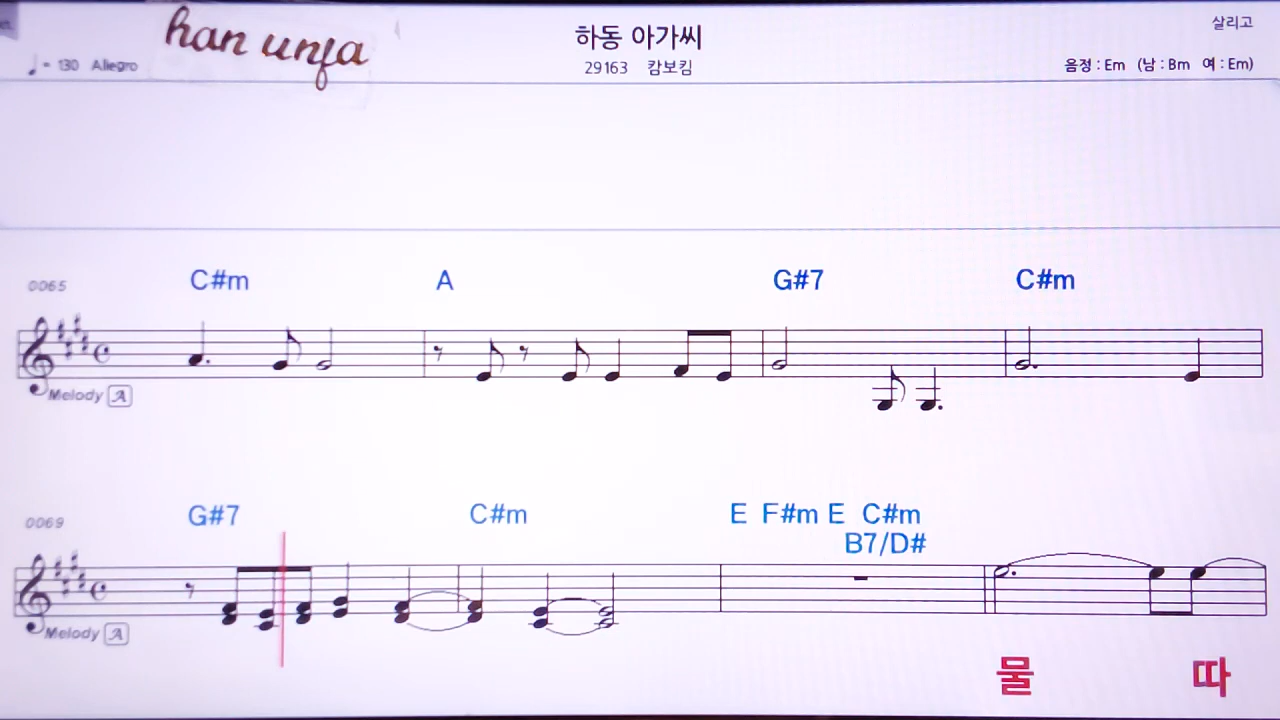 han unja
하동 아가씨
살리고
♩= 130 Allegro
29163 캄보킴
음정 : Em (남 : Bm 여 : Em)
0065
C#m A G#7 C#m
Melody A
0069
G#7 C#m E F#m E C#m
B7/D#
Melody A
물 따